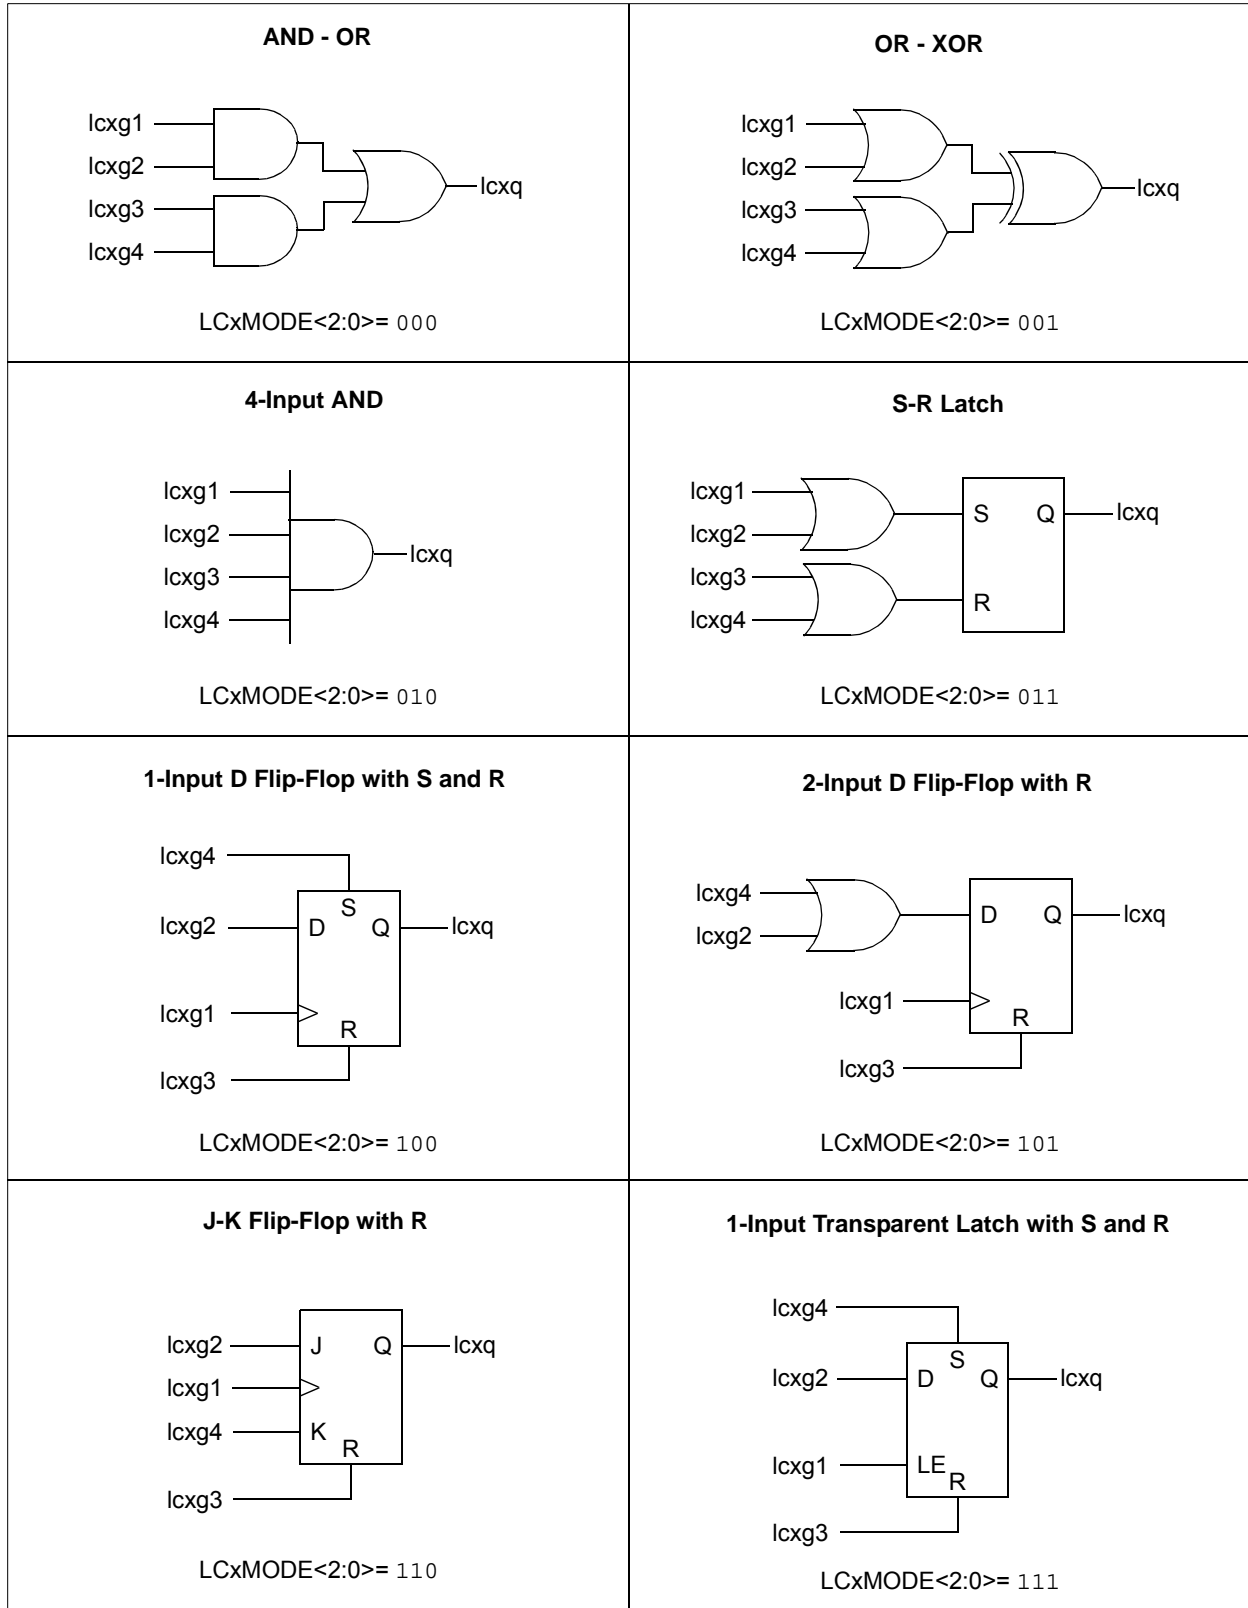 AND - OR
lcxg1
lcxg2
lcxg3
lcxg4
lcxq
LCxMODE<2:0>= 000
OR - XOR
lcxg1
lcxg2
lcxg3
lcxg4
lcxq
LCxMODE<2:0>= 001
4-Input AND
lcxg1
lcxg2
lcxg3
lcxg4
lcxq
LCxMODE<2:0>= 010
S-R Latch
lcxg1
lcxg2
lcxg3
lcxg4
S Q
R
lcxq
LCxMODE<2:0>= 011
1-Input D Flip-Flop with S and R
lcxg4
S
lcxg2
D Q
lcxq
lcxg1
R
lcxg3
LCxMODE<2:0>= 100
2-Input D Flip-Flop with R
lcxg4
lcxg2
D Q
lcxq
lcxg1
R
lcxg3
LCxMODE<2:0>= 101
J-K Flip-Flop with R
lcxg2
J Q
lcxq
lcxg1
lcxg4
K
R
lcxg3
LCxMODE<2:0>= 110
1-Input Transparent Latch with S and R
lcxg4
S
lcxg2
D Q
lcxq
lcxg1
LE
R
lcxg3
LCxMODE<2:0>= 111